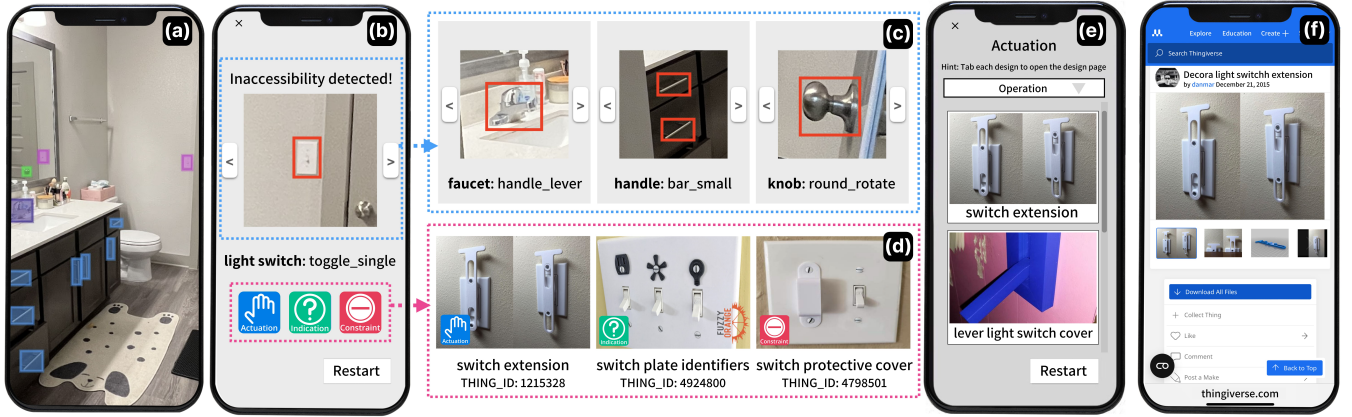 (a)
(b)
×
Inaccessibility detected!
<
>
light switch: toggle_single
Actuation
Indication
Constraint
Restart
(c)
<
>
<
>
<
>
faucet: handle_lever
handle: bar_small
knob: round_rotate
(d)
Actuation
Indication
FUZZY
ORANGE
Constraint
switch extension
THING_ID: 1215328
switch plate identifiers
THING_ID: 4924800
switch protective cover
THING_ID: 4798501
(e)
×
Actuation
Hint: Tab each design to open the design page
Operation
switch extension
lever light switch cover
Restart
(f)
Explore
Education
Create +
Search Thingiverse
Decora light switchh extension
by danmar December 21, 2015
Download All Files
Collect Thing
Like
Comment
Post a Make
Back to Top
thingiverse.com